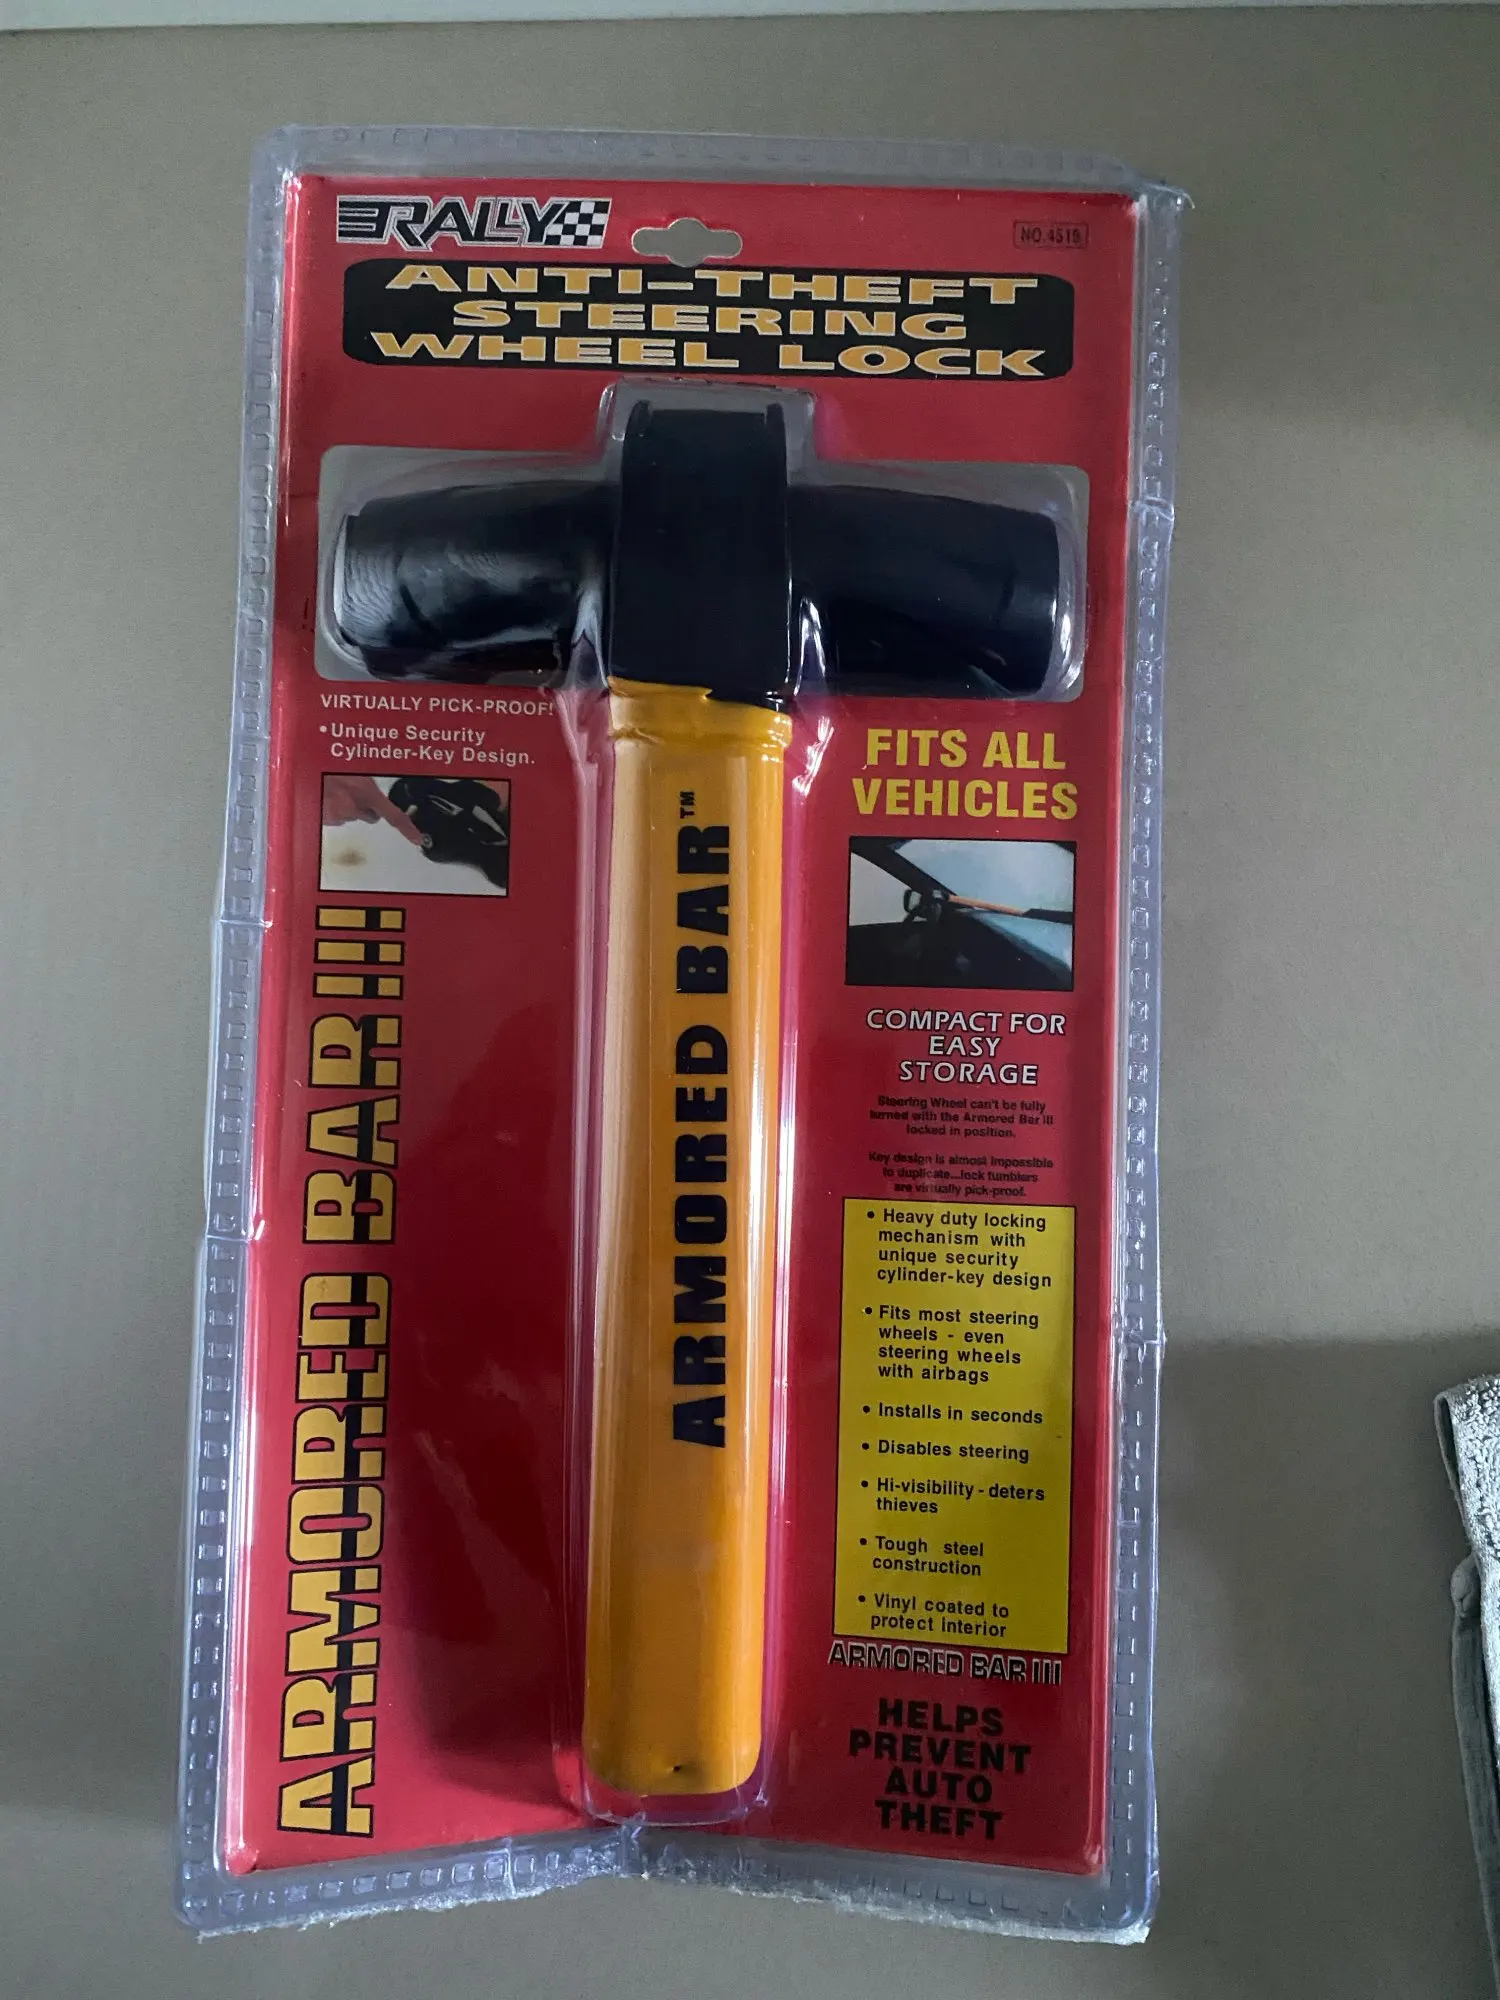 RALLY
NO.4519
ANTI-THEFT
STEERING
WHEEL LOCK
VIRTUALLY PICK-PROOF!
• Unique Security
Cylinder-Key Design.
ARMORED BAR III
ARMORED BAR™
FITS ALL
VEHICLES
COMPACT FOR
EASY
STORAGE
Steering Wheel can't be fully
turned with the Armored Bar III
locked in position.
Key design is almost impossible
to duplicate...lock tumblers
are virtually pick-proof.
• Heavy duty locking
mechanism with
unique security
cylinder-key design
• Fits most steering
wheels - even
steering wheels
with airbags
• Installs in seconds
• Disables steering
• Hi-visibility - deters
thieves
• Tough steel
construction
• Vinyl coated to
protect interior
ARMORED BAR III
HELPS
PREVENT
AUTO
THEFT